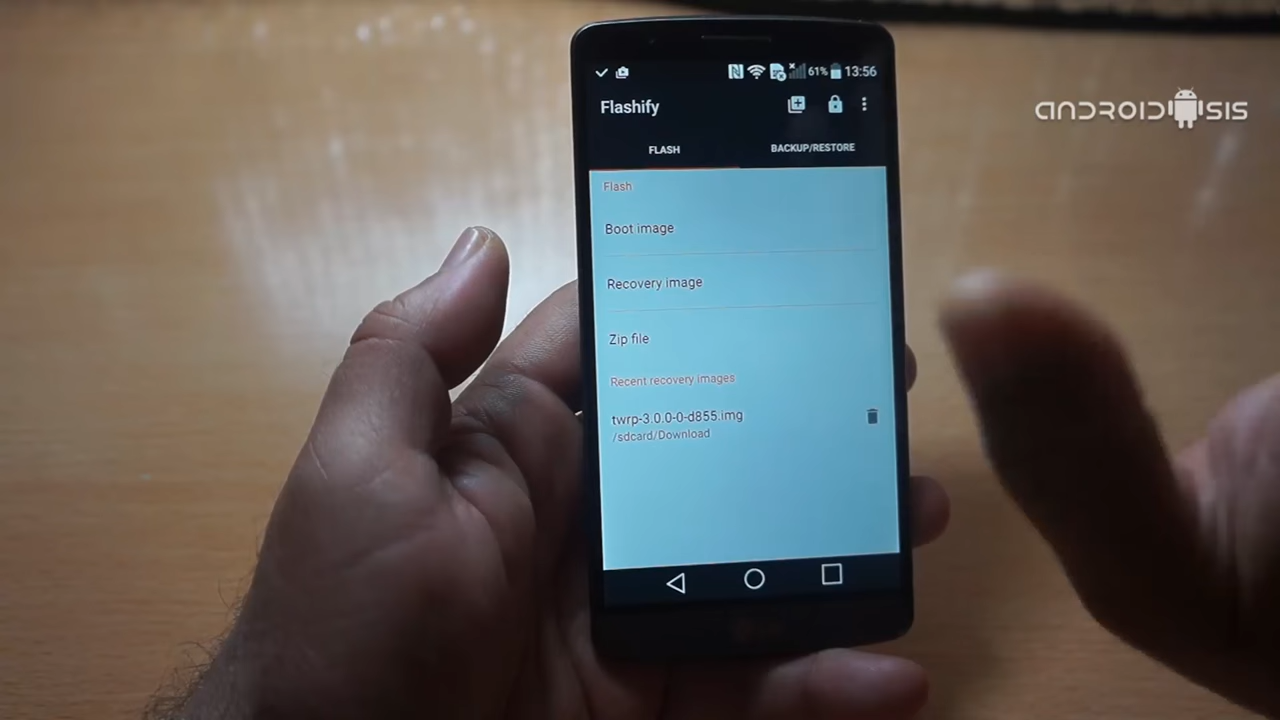 61% 13:56
Flashify
FLASH BACKUP/RESTORE
Flash
Boot image
Recovery image
Zip file
Recent recovery images
twrp-3.0.0-0-d855.img
/sdcard/Download
ANDROIDSIS